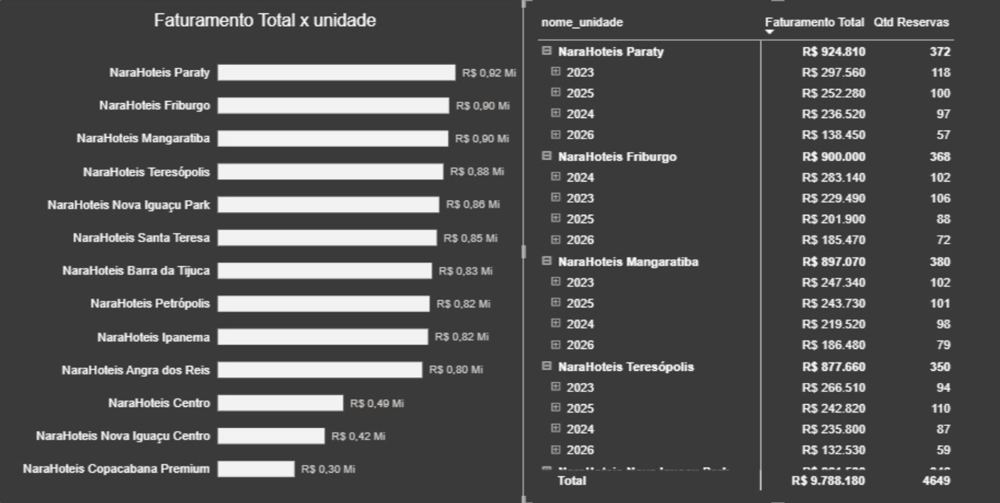 Faturamento Total x unidade
NaraHoteis Paraty R$ 0,92 Mi
NaraHoteis Friburgo R$ 0,90 Mi
NaraHoteis Mangaratiba R$ 0,90 Mi
NaraHoteis Teresópolis R$ 0,88 Mi
NaraHoteis Nova Iguaçu Park R$ 0,86 Mi
NaraHoteis Santa Teresa R$ 0,85 Mi
NaraHoteis Barra da Tijuca R$ 0,83 Mi
NaraHoteis Petrópolis R$ 0,82 Mi
NaraHoteis Ipanema R$ 0,82 Mi
NaraHoteis Angra dos Reis R$ 0,80 Mi
NaraHoteis Centro R$ 0,49 Mi
NaraHoteis Nova Iguaçu Centro R$ 0,42 Mi
NaraHoteis Copacabana Premium R$ 0,30 Mi
nome_unidade Faturamento Total Qtd Reservas
NaraHoteis Paraty R$ 924.810 372
2023 R$ 297.560 118
2025 R$ 252.280 100
2024 R$ 236.520 97
2026 R$ 138.450 57
NaraHoteis Friburgo R$ 900.000 368
2024 R$ 283.140 102
2023 R$ 229.490 106
2025 R$ 201.900 88
2026 R$ 185.470 72
NaraHoteis Mangaratiba R$ 897.070 380
2023 R$ 247.340 102
2025 R$ 243.730 101
2024 R$ 219.520 98
2026 R$ 186.480 79
NaraHoteis Teresópolis R$ 877.660 350
2023 R$ 266.510 94
2025 R$ 242.820 110
2024 R$ 235.800 87
2026 R$ 132.530 59
Total R$ 9.788.180 4649